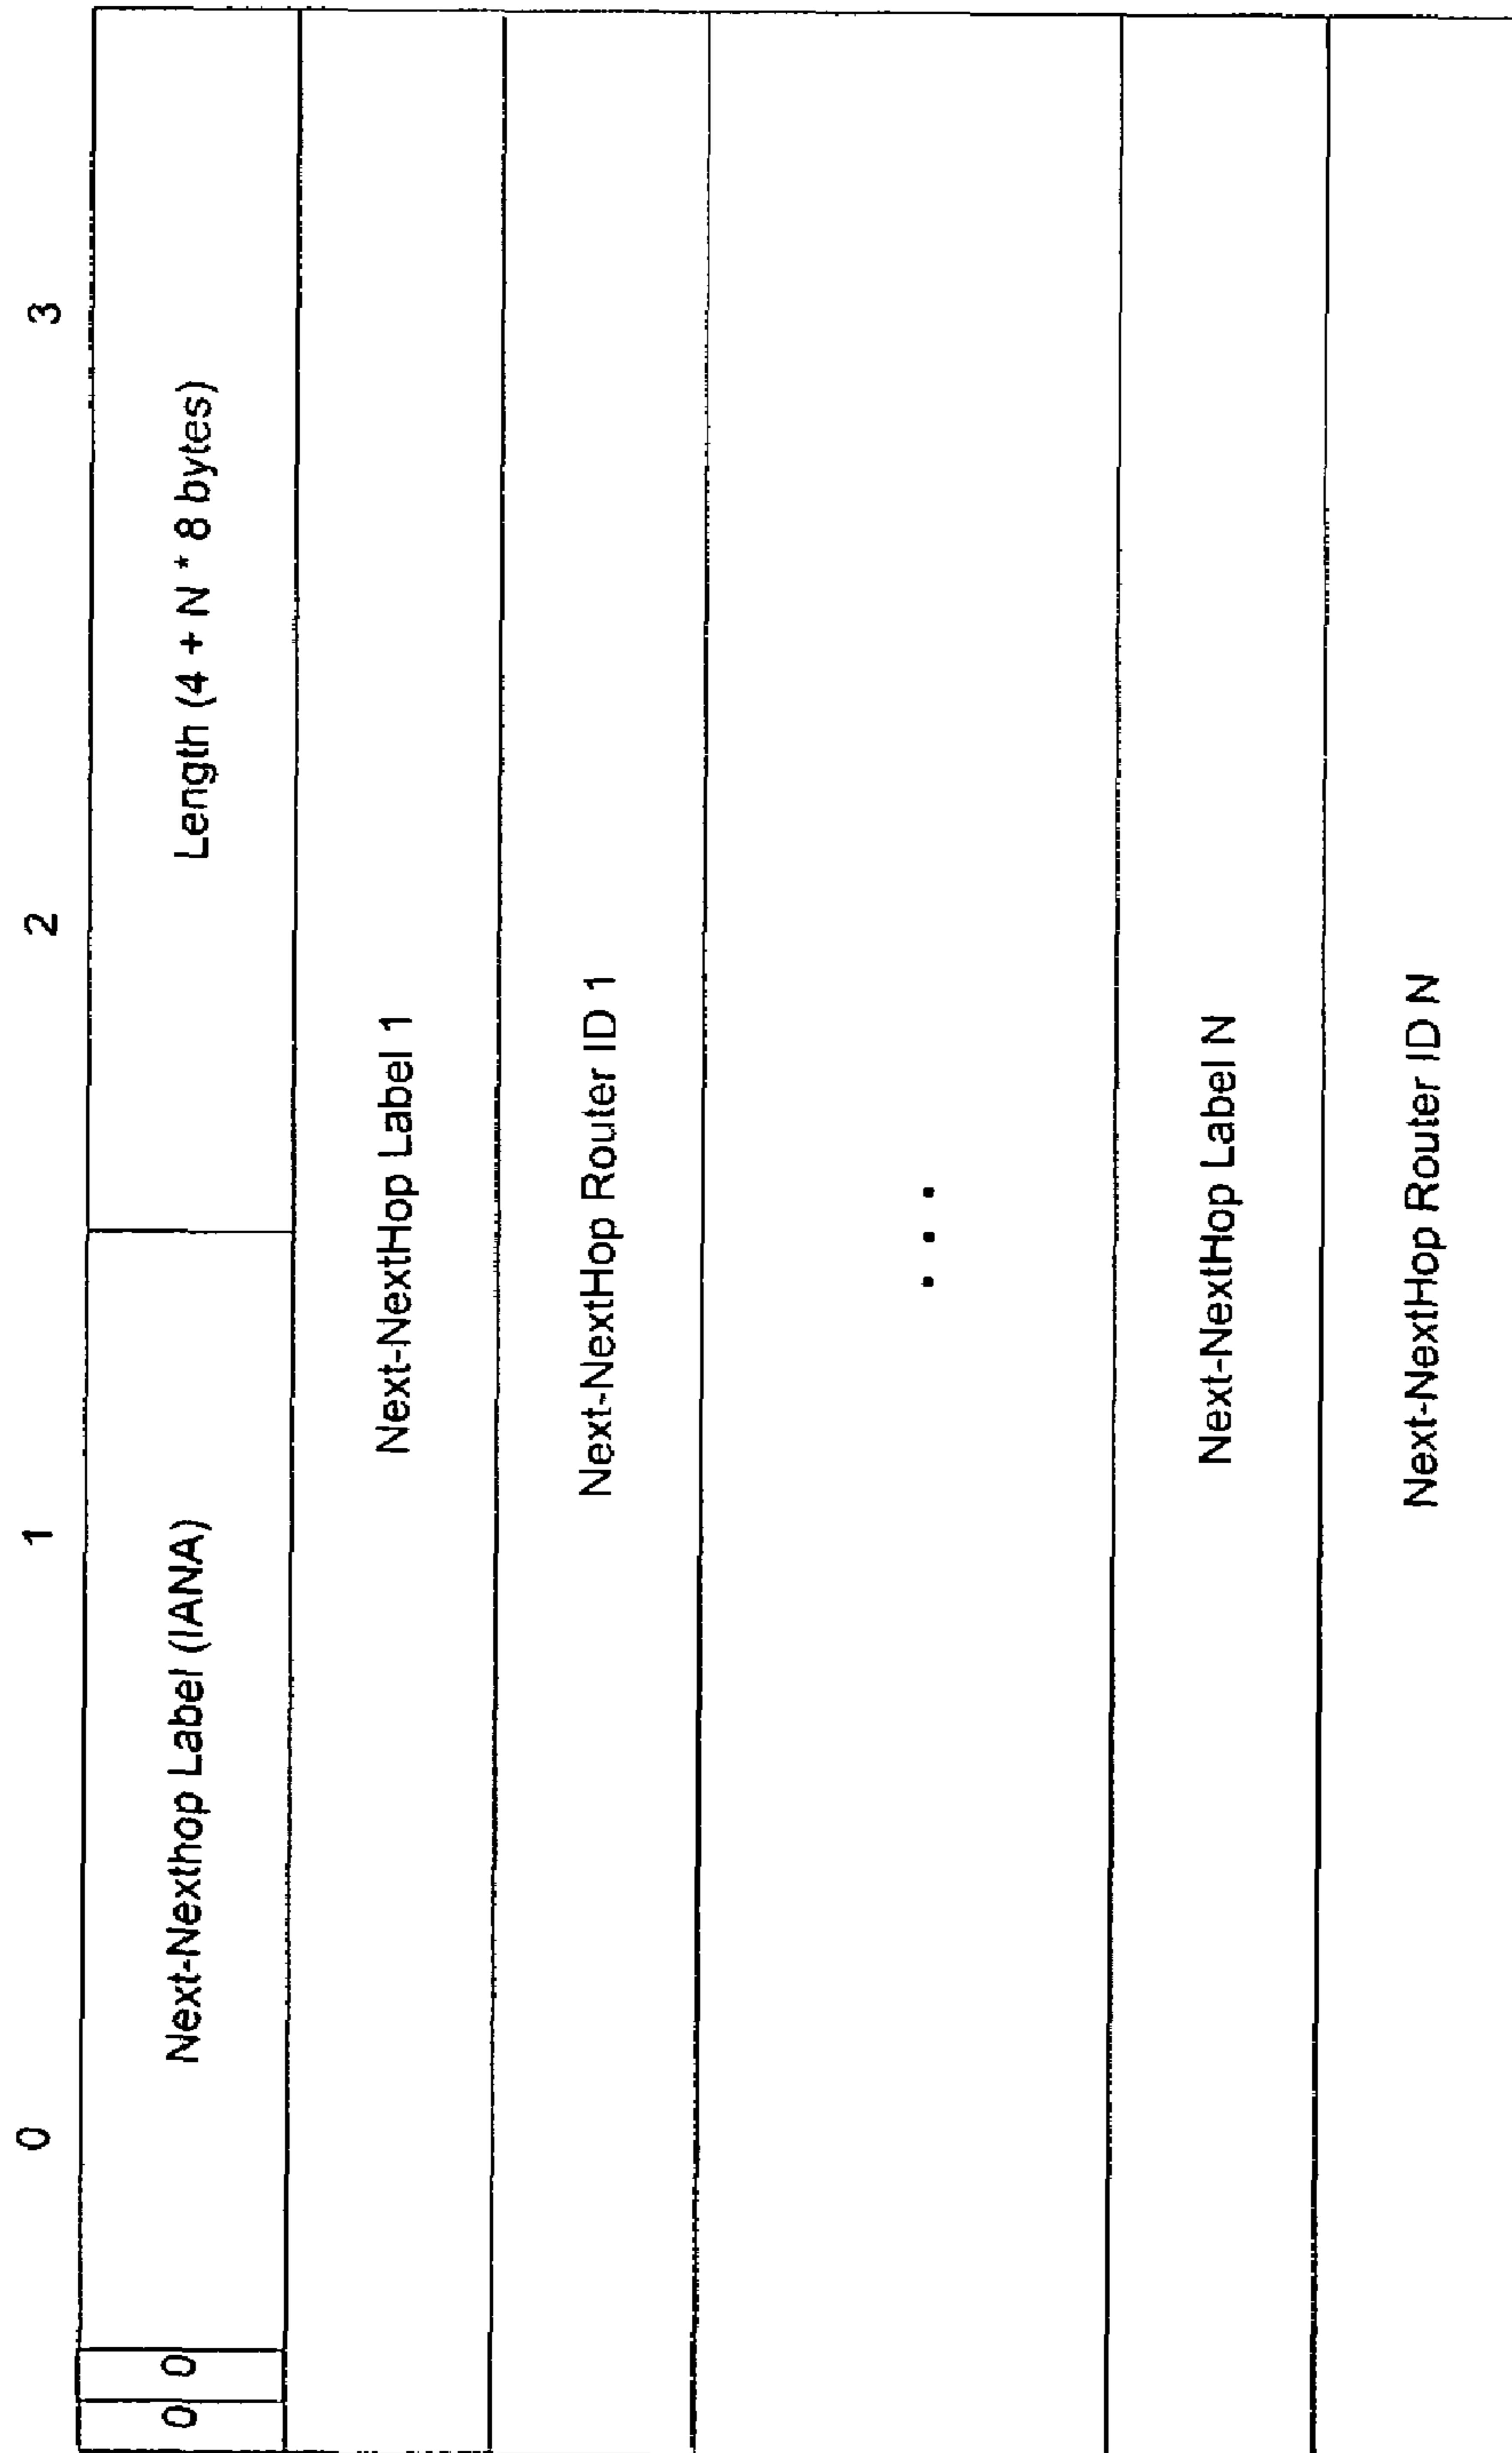 0 1 2 3
0 0 Next-Nexthop Label (IANA) Length (4 + N * 8 bytes)
Next-NextHop Label 1
Next-NextHop Router ID 1
...
Next-NextHop Label N
Next-NextHop Router ID N